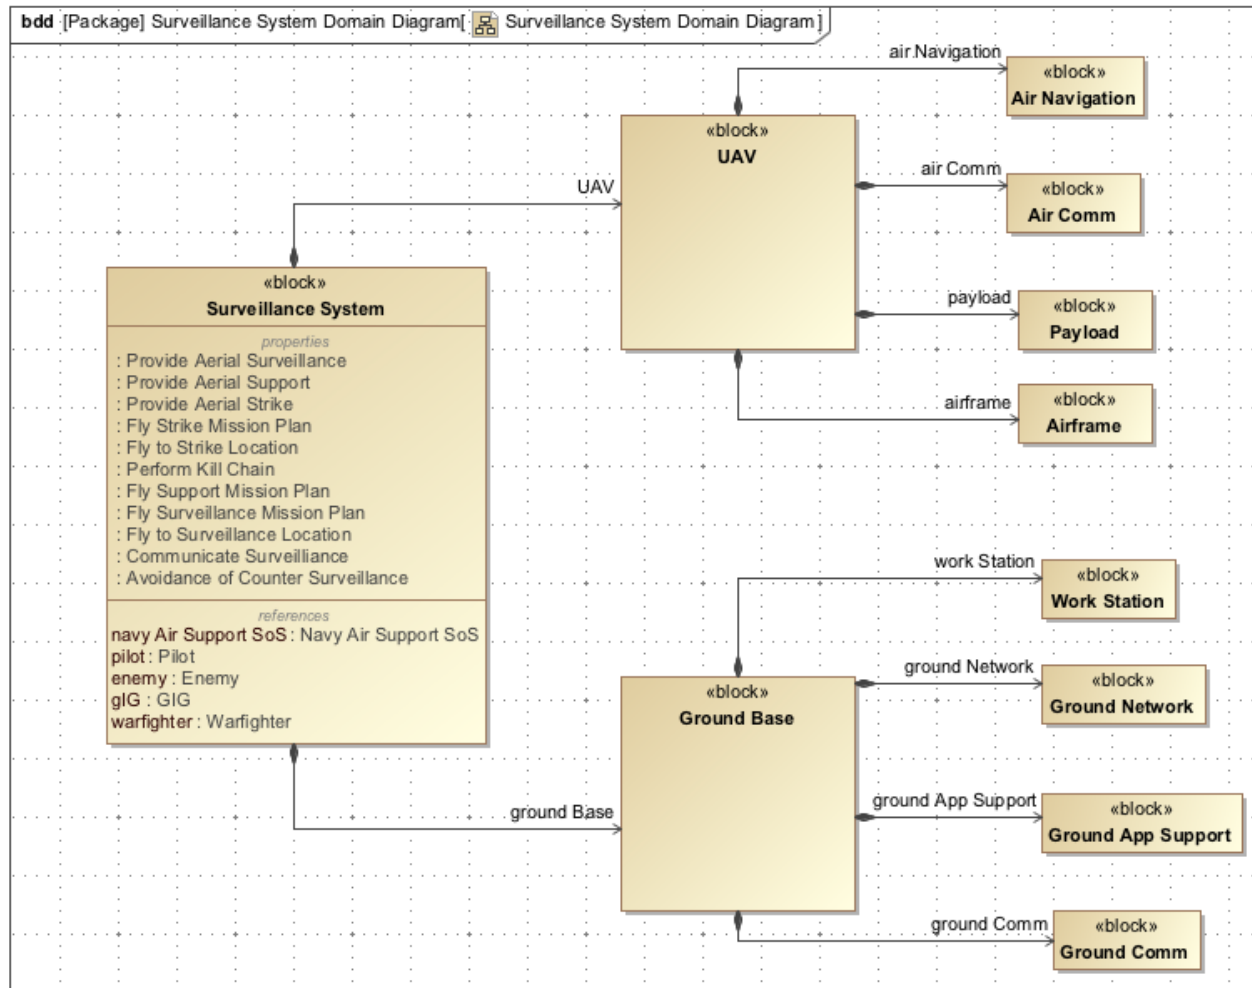 bdd [Package] Surveillance System Domain Diagram[ Surveillance System Domain Diagram ]
air Navigation
«block»
Air Navigation
«block»
UAV
air Comm
«block»
Air Comm
UAV
payload
«block»
Payload
airframe
«block»
Airframe
«block»
Surveillance System
properties
: Provide Aerial Surveillance
: Provide Aerial Support
: Provide Aerial Strike
: Fly Strike Mission Plan
: Fly to Strike Location
: Perform Kill Chain
: Fly Support Mission Plan
: Fly Surveillance Mission Plan
: Fly to Surveillance Location
: Communicate Surveilliance
: Avoidance of Counter Surveillance
references
navy Air Support SoS : Navy Air Support SoS
pilot : Pilot
enemy : Enemy
gIG : GIG
warfighter : Warfighter
work Station
«block»
Work Station
ground Network
«block»
Ground Network
«block»
Ground Base
ground Base
ground App Support
«block»
Ground App Support
ground Comm
«block»
Ground Comm